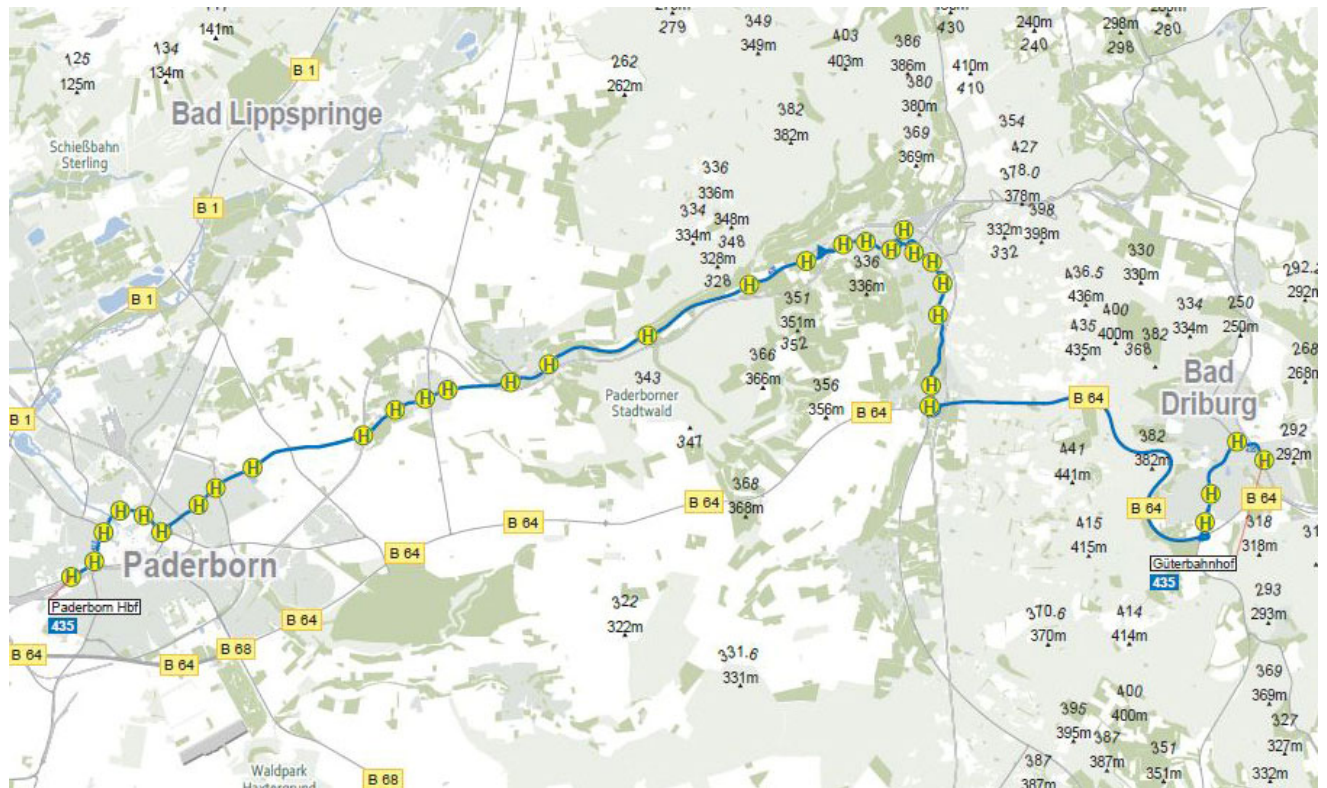 141m
279
349
349m
403
403m
386
386m
430
410m
410
240m
240
298m
298
280
125
125m
134
134m
B 1
262
262m
380
380m
382
382m
369
369m
354
427
Bad Lippspringe
Schießbahn
Sterling
336
336m
378.0
378m
398
398m
332m
332
B 1
334
334m
348m
348
328m
328
330
330m
436.5
436m
292m
B 1
351
351m
352
336
336m
400
400m
334
334m
250
250m
435
435m
382
368
268
268m
366
366m
343
Paderborner
Stadtwald
356
356m
B 64
B 64
Bad
Driburg
B 1
347
441
441m
382
382m
292
292m
368
368m
B 64
B 64
B 64
B 64
415
415m
318
318m
B 64
Paderborn
Paderborn Hbf
435
Güterbahnhof
435
B 64
322
322m
370.6
370m
414
414m
293
293m
B 64
B 64
B 68
331.6
331m
369
369m
395
395m
400
400m
387
387m
351
351m
327
327m
332m
387
387m
Waldpark
Haxtergrund
B 68